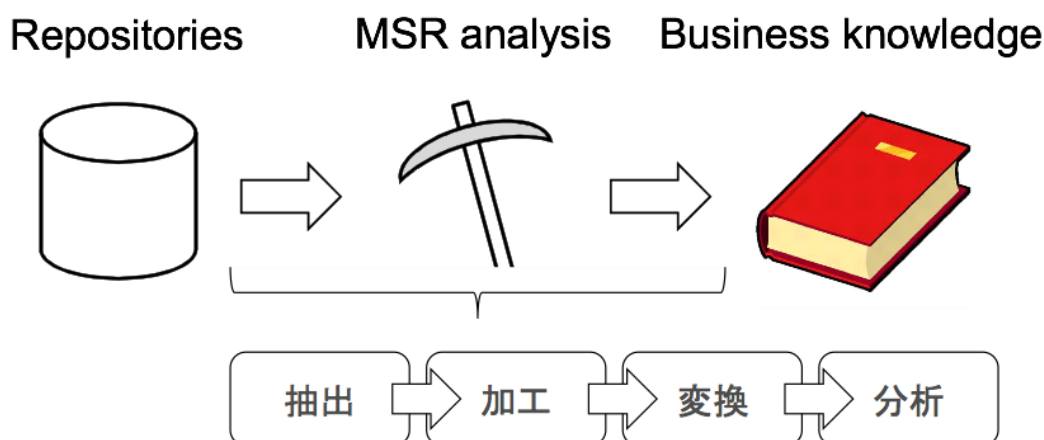 Repositories
MSR analysis
Business knowledge
抽出
加工
変換
分析